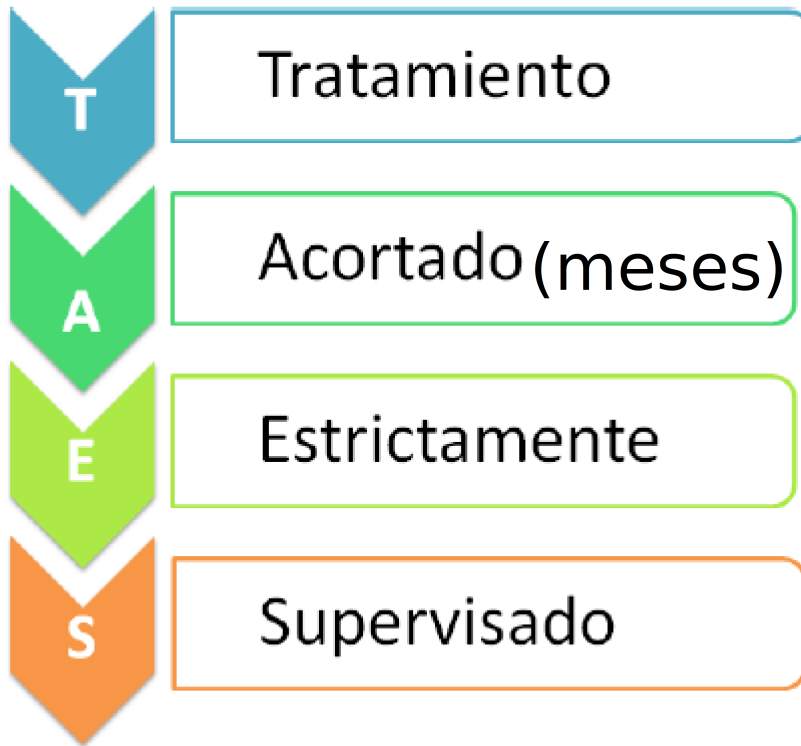 T
Tratamiento
A
Acortado (meses)
E
Estrictamente
S
Supervisado